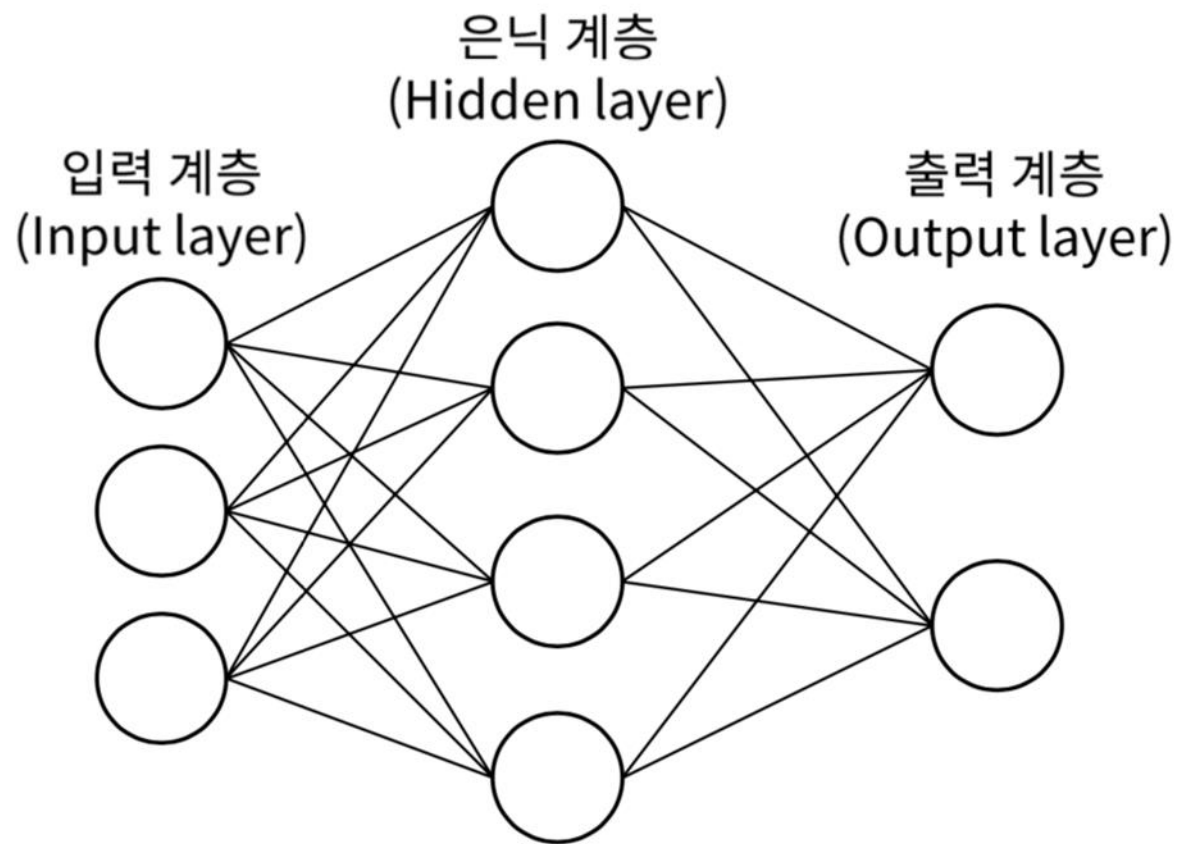 은닉 계층
(Hidden layer)
입력 계층
(Input layer)
출력 계층
(Output layer)